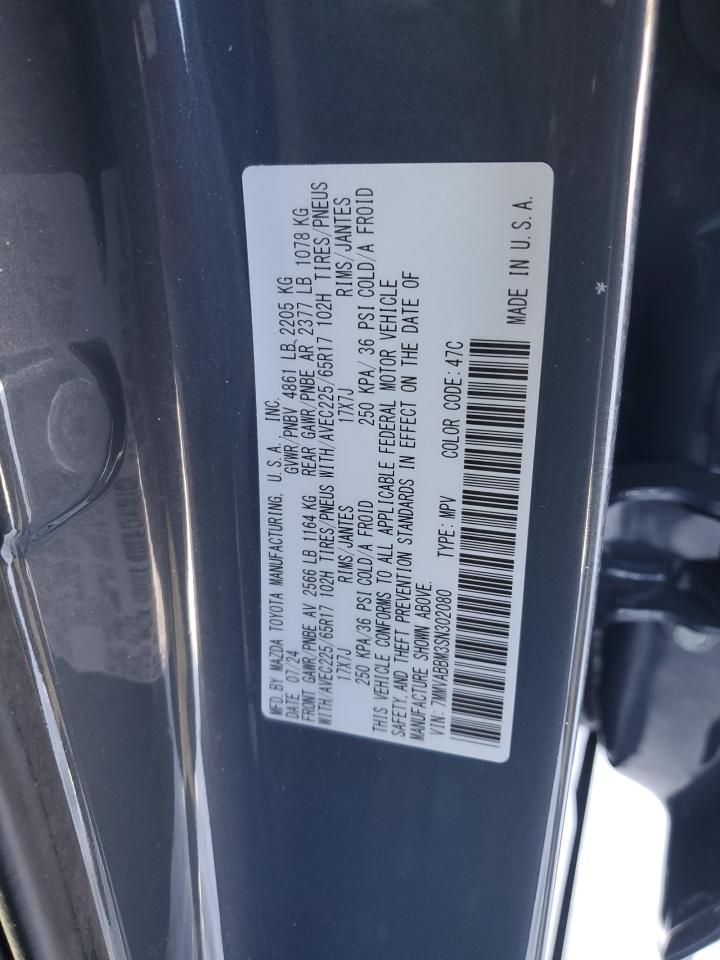 MFD. BY MAZDA TOYOTA MANUFACTURING, U.S.A. INC.
DATE 07/24 GVWR/PNBV 4861 LB 2205 KG
FRONT GAWR/PNBE AV 2566 LB 1164 KG REAR GAWR/PNBE AR 2377 LB 1078 KG
WITH/AVEC225/65R17 102H TIRES/PNEUS WITH/AVEC225/65R17 102H TIRES/PNEUS
17X7J RIMS/JANTES 17X7J RIMS/JANTES
250 KPA/36 PSI COLD/A FROID 250 KPA/36 PSI COLD/A FROID
THIS VEHICLE CONFORMS TO ALL APPLICABLE FEDERAL MOTOR VEHICLE
SAFETY, AND THEFT PREVENTION STANDARDS IN EFFECT ON THE DATE OF
MANUFACTURE SHOWN ABOVE.
VIN: 7MMVABBM3SN302080 TYPE: MPV COLOR CODE: 47C
MADE IN U.S.A.